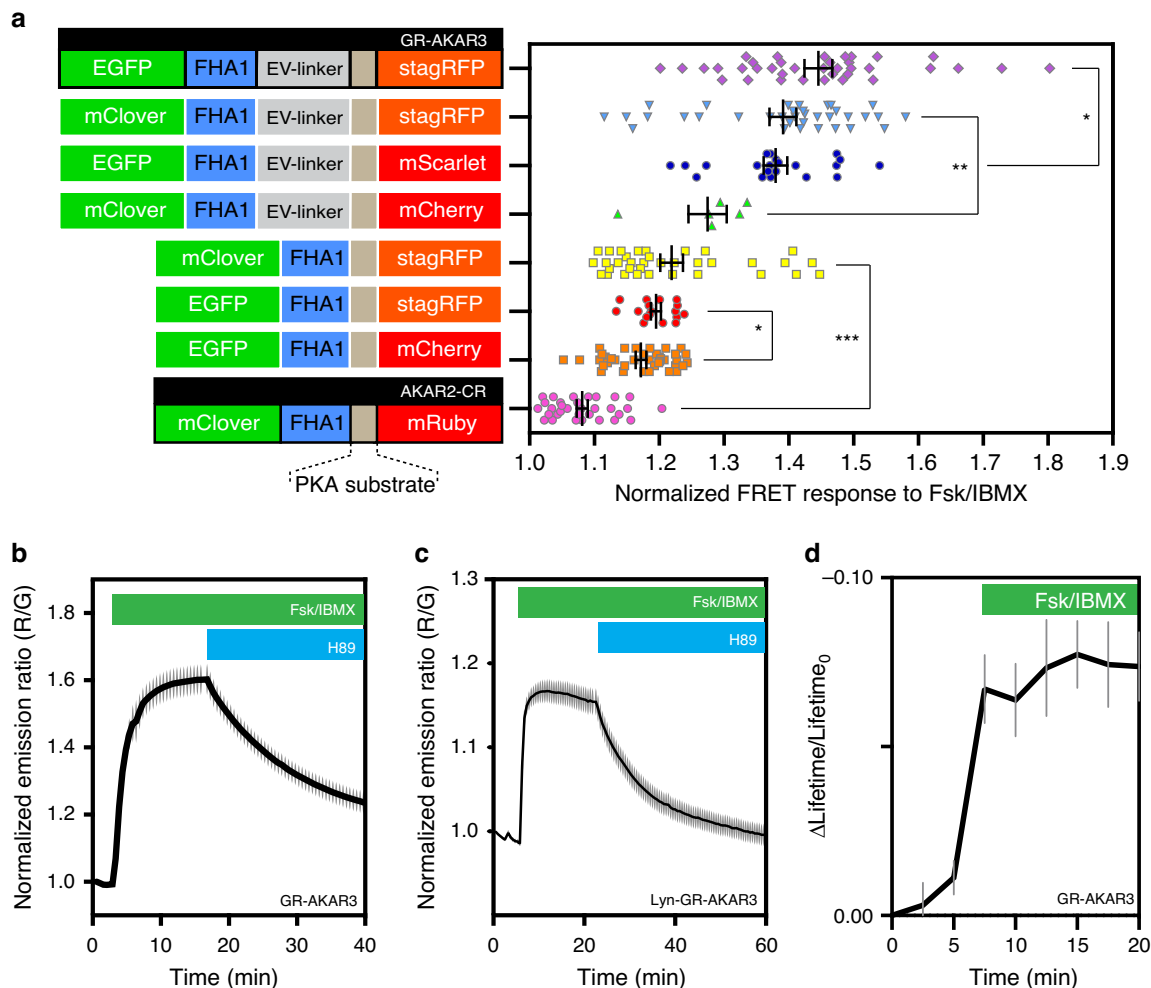 a
GR-AKAR3
EGFP FHA1 EV-linker stagRFP
mClover FHA1 EV-linker stagRFP
EGFP FHA1 EV-linker mScarlet
mClover FHA1 EV-linker mCherry
mClover FHA1 stagRFP
EGFP FHA1 stagRFP
EGFP FHA1 mCherry
AKAR2-CR
mClover FHA1 mRuby
PKA substrate
*
**
*
***
1.0 1.1 1.2 1.3 1.4 1.5 1.6 1.7 1.8 1.9
Normalized FRET response to Fsk/IBMX
b
Normalized emission ratio (R/G)
1.8
1.6
1.4
1.2
1.0
Fsk/IBMX
H89
GR-AKAR3
0 10 20 30 40
Time (min)
c
Normalized emission ratio (R/G)
1.3
1.2
1.1
1.0
Fsk/IBMX
H89
Lyn-GR-AKAR3
0 20 40 60
Time (min)
d
ΔLifetime/Lifetime₀
–0.10
0.00
Fsk/IBMX
GR-AKAR3
0 5 10 15 20
Time (min)